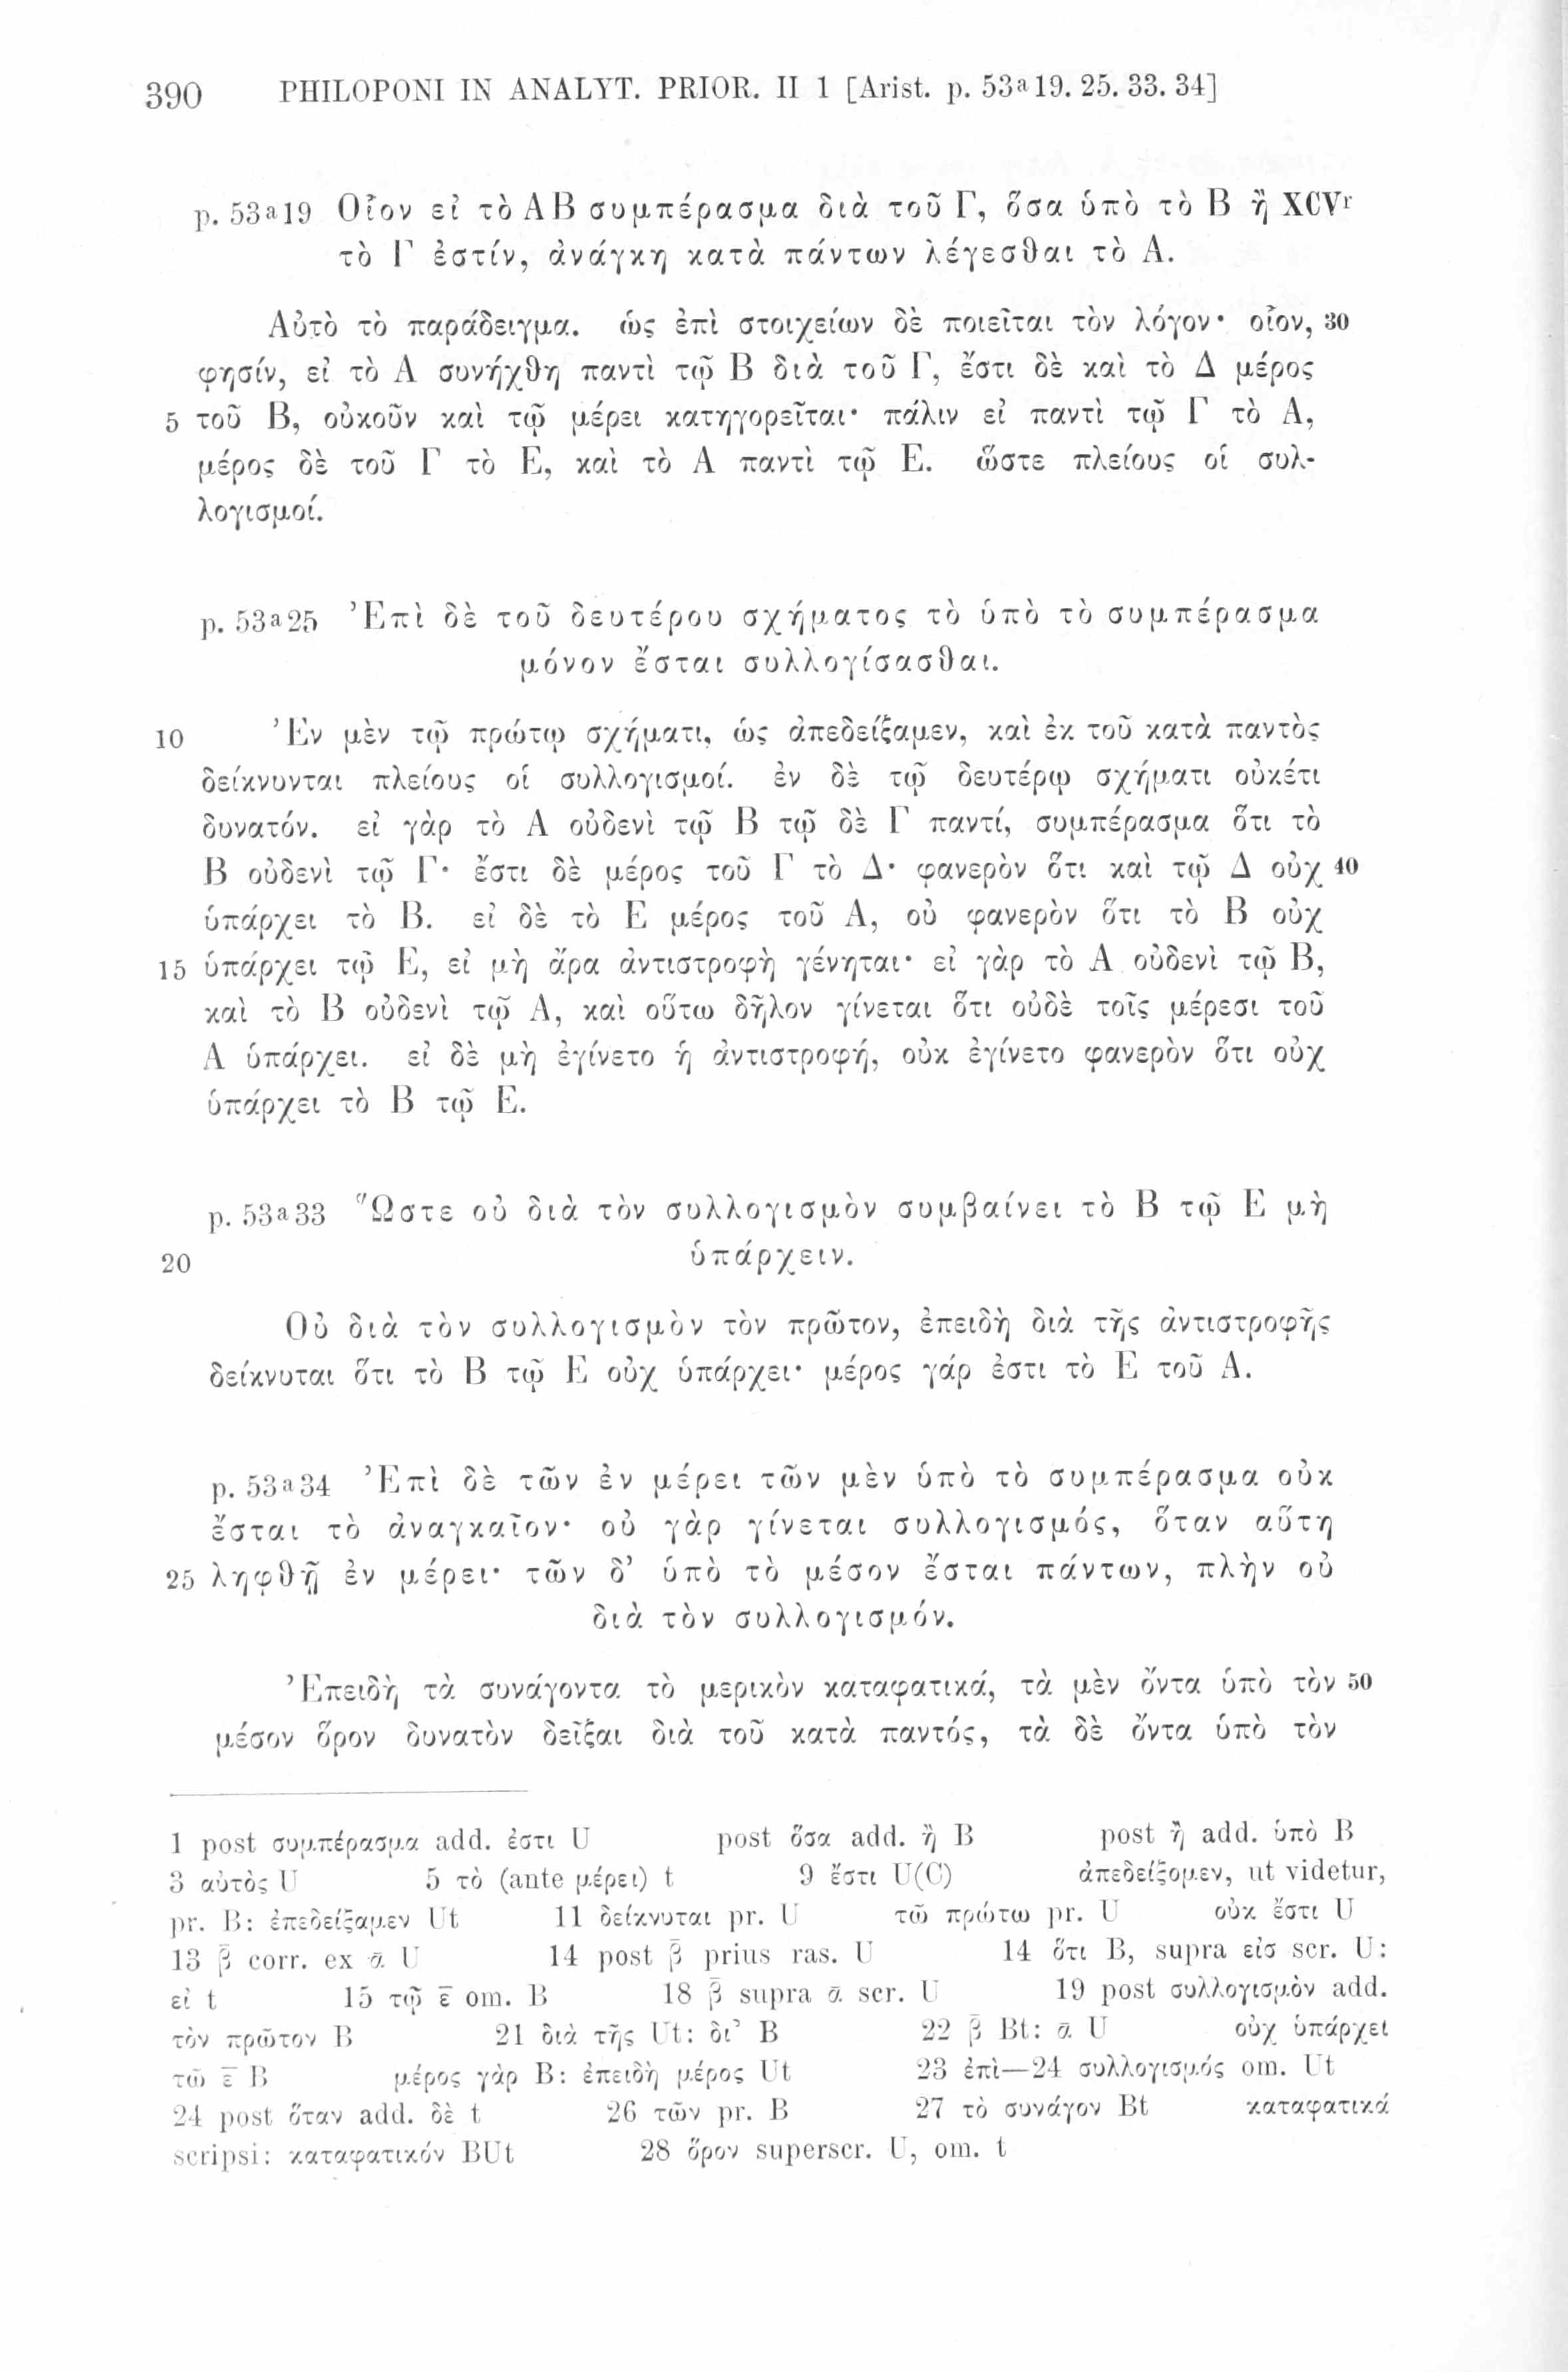 390 PHILOPONI IN ANALYT. PRIOR. II 1 [Arist. p. 53a19. 25. 33. 34]
p. 53a19 Οἷον εἰ τὸ ΑΒ συμπέρασμα διὰ τοῦ Γ, ὅσα ὑπὸ τὸ Β ἢ XCVr
τὸ Γ ἐστίν, ἀνάγκη κατὰ πάντων λέγεσθαι τὸ Α.
Αὐτὸ τὸ παράδειγμα. ὡς ἐπὶ στοιχείων δὲ ποιεῖται τὸν λόγον· οἷον, 30
φησίν, εἰ τὸ Α συνήχθη παντὶ τῷ Β διὰ τοῦ Γ, ἔστι δὲ καὶ τὸ Δ μέρος
5 τοῦ Β, οὐκοῦν καὶ τῷ μέρει κατηγορεῖται· πάλιν εἰ παντὶ τῷ Γ τὸ Α,
μέρος δὲ τοῦ Γ τὸ Ε, καὶ τὸ Α παντὶ τῷ Ε. ὥστε πλείους οἱ συλ-
λογισμοί.
p. 53a25 Ἐπὶ δὲ τοῦ δευτέρου σχήματος τὸ ὑπὸ τὸ συμπέρασμα
μόνον ἔσται συλλογίσασθαι.
10 Ἐν μὲν τῷ πρώτῳ σχήματι, ὡς ἀπεδείξαμεν, καὶ ἐκ τοῦ κατὰ παντὸς
δείκνυνται πλείους οἱ συλλογισμοί. ἐν δὲ τῷ δευτέρῳ σχήματι οὐκέτι
δυνατόν. εἰ γὰρ τὸ Α οὐδενὶ τῷ Β τῷ δὲ Γ παντί, συμπέρασμα ὅτι τὸ
Β οὐδενὶ τῷ Γ· ἔστι δὲ μέρος τοῦ Γ τὸ Δ· φανερὸν ὅτι καὶ τῷ Δ οὐχ 40
ὑπάρχει τὸ Β. εἰ δὲ τὸ Ε μέρος τοῦ Α, οὐ φανερὸν ὅτι τὸ Β οὐχ
15 ὑπάρχει τῷ Ε, εἰ μὴ ἄρα ἀντιστροφὴ γένηται· εἰ γὰρ τὸ Α οὐδενὶ τῷ Β,
καὶ τὸ Β οὐδενὶ τῷ Α, καὶ οὕτω δῆλον γίνεται ὅτι οὐδὲ τοῖς μέρεσι τοῦ
Α ὑπάρχει. εἰ δὲ μὴ ἐγίνετο ἡ ἀντιστροφή, οὐκ ἐγίνετο φανερὸν ὅτι οὐχ
ὑπάρχει τὸ Β τῷ Ε.
p. 53a33 Ὥστε οὐ διὰ τὸν συλλογισμὸν συμβαίνει τὸ Β τῷ Ε μὴ
20 ὑπάρχειν.
Οὐ διὰ τὸν συλλογισμὸν τὸν πρῶτον, ἐπειδὴ διὰ τῆς ἀντιστροφῆς
δείκνυται ὅτι τὸ Β τῷ Ε οὐχ ὑπάρχει· μέρος γάρ ἐστι τὸ Ε τοῦ Α.
p. 53a34 Ἐπὶ δὲ τῶν ἐν μέρει τῶν μὲν ὑπὸ τὸ συμπέρασμα οὐκ
ἔσται τὸ ἀναγκαῖον· οὐ γὰρ γίνεται συλλογισμός, ὅταν αὕτη
25 ληφθῇ ἐν μέρει· τῶν δ’ ὑπὸ τὸ μέσον ἔσται πάντων, πλὴν οὐ
διὰ τὸν συλλογισμόν.
Ἐπειδὴ τὰ συνάγοντα τὸ μερικὸν καταφατικά, τὰ μὲν ὄντα ὑπὸ τὸν 50
μέσον ὅρον δυνατὸν δεῖξαι διὰ τοῦ κατὰ παντός, τὰ δὲ ὄντα ὑπὸ τὸν
1 post συμπέρασμα add. ἐστι U post ὅσα add. ἢ B post ἢ add. ὑπὸ B
3 αὐτὸς U 5 τὸ (ante μέρει) t 9 ἔστι U(C) ἀπεδείξομεν, ut videtur,
pr. B: ἐπεδείξαμεν Ut 11 δείκνυται pr. U τῶ πρώτω pr. U οὐκ ἔστι U
13 β̄ corr. ex ᾱ U 14 post β̄ prius ras. U 14 ὅτι B, supra εἰσ scr. U:
εἰ t 15 τῷ ε̄ om. B 18 β̄ supra ᾱ scr. U 19 post συλλογισμὸν add.
τὸν πρῶτον B 21 διὰ τῆς Ut: δι’ B 22 β̄ Bt: ᾱ U οὐχ ὑπάρχει
τῶ ε̄ B μέρος γὰρ B: ἐπειδὴ μέρος Ut 23 ἐπὶ—24 συλλογισμός om. Ut
24 post ὅταν add. δὲ t 26 τῶν pr. B 27 τὸ συνάγον Bt καταφατικά
scripsi: καταφατικόν BUt 28 ὅρον superscr. U, om. t